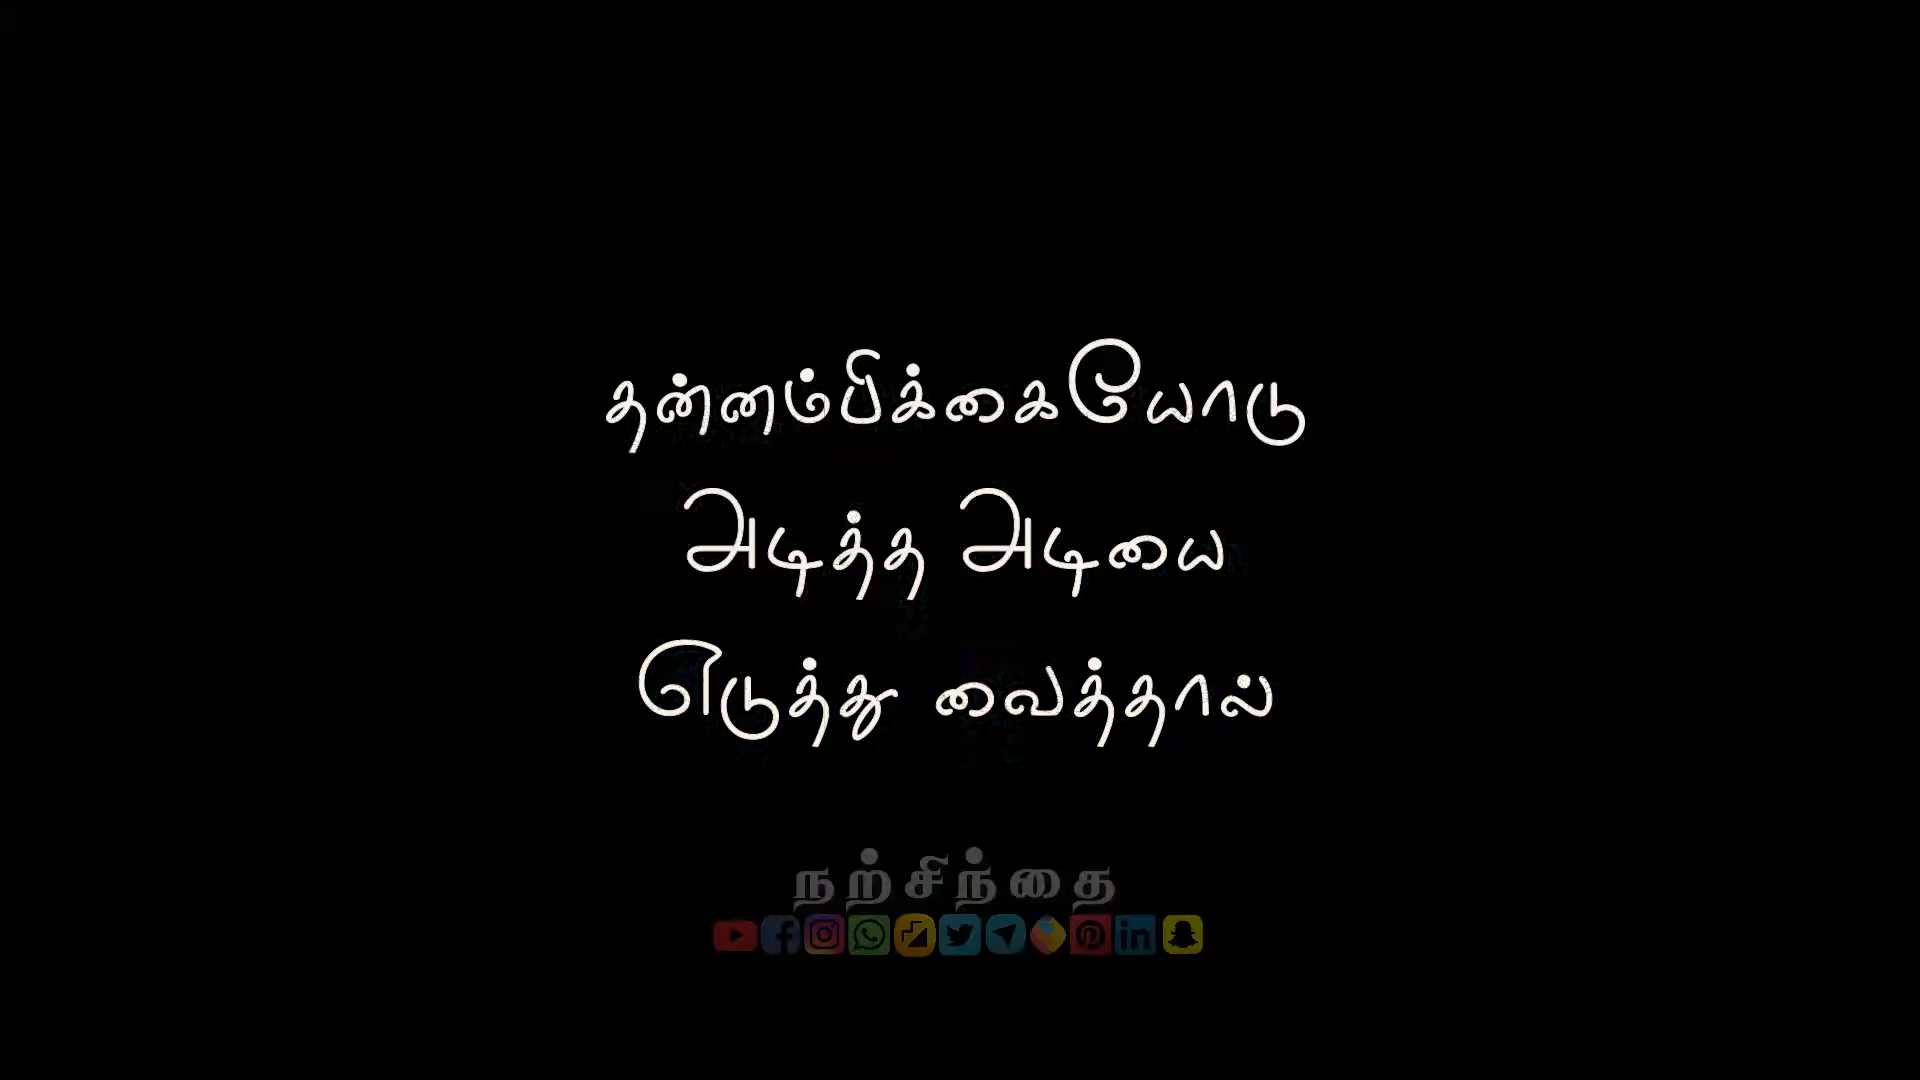 தன்னம்பிக்கையோடு
அடித்த அடியை
எடுத்து வைத்தால்
நற்சிந்தை